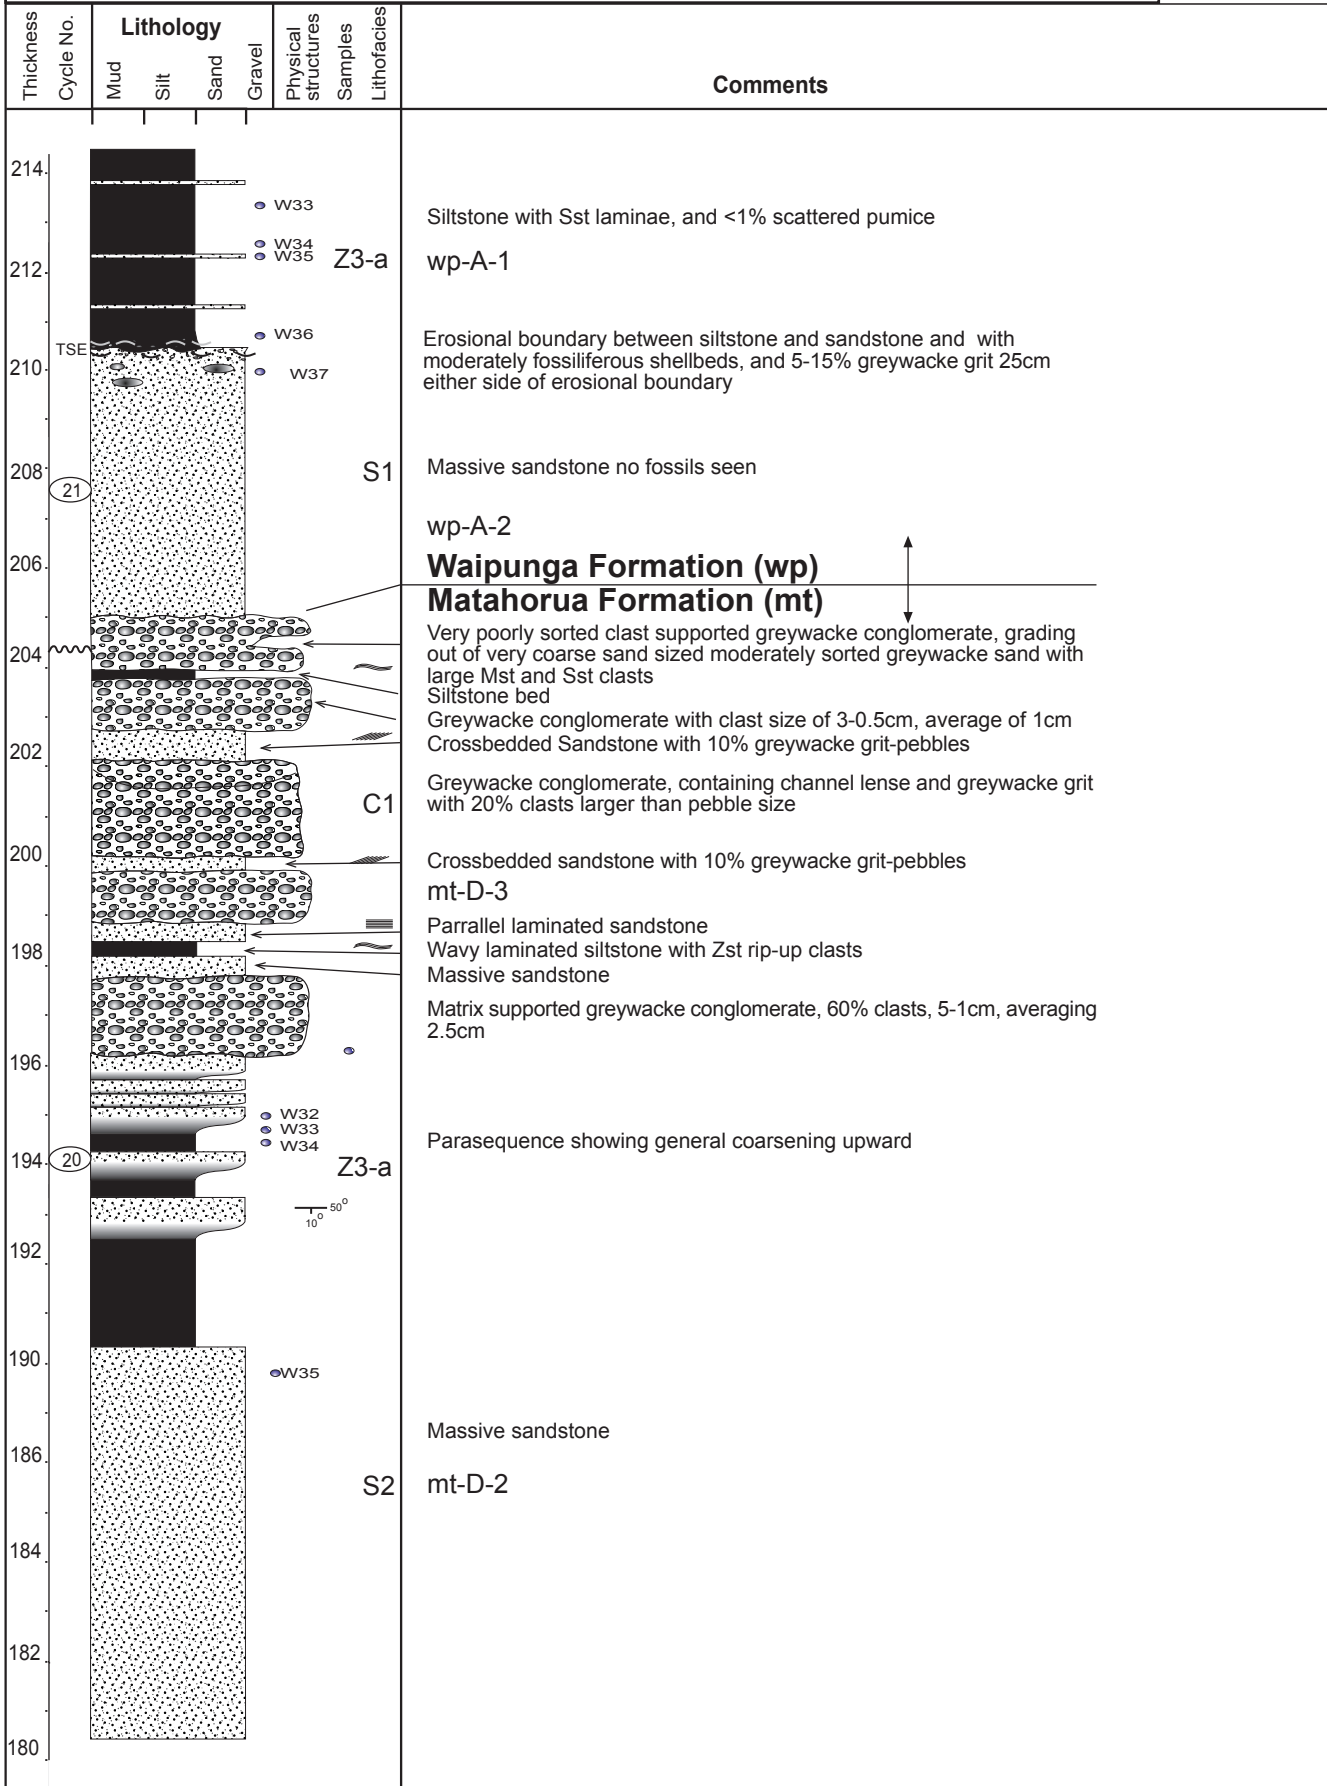 Thickness
Cycle No.
Lithology
Mud
Silt
Sand
Gravel
Physical structures
Samples
Lithofacies
Comments
214
W33
Siltstone with Sst laminae, and <1% scattered pumice
W34
W35
Z3-a
wp-A-1
212
W36
TSE
Erosional boundary between siltstone and sandstone and with
moderately fossiliferous shellbeds, and 5-15% greywacke grit 25cm
either side of erosional boundary
210
W37
208
S1
Massive sandstone no fossils seen
21
wp-A-2
206
Waipunga Formation (wp)
Matahorua Formation (mt)
Very poorly sorted clast supported greywacke conglomerate, grading
out of very coarse sand sized moderately sorted greywacke sand with
large Mst and Sst clasts
204
Siltstone bed
Greywacke conglomerate with clast size of 3-0.5cm, average of 1cm
Crossbedded Sandstone with 10% greywacke grit-pebbles
202
Greywacke conglomerate, containing channel lense and greywacke grit
with 20% clasts larger than pebble size
C1
200
Crossbedded sandstone with 10% greywacke grit-pebbles
mt-D-3
Parrallel laminated sandstone
198
Wavy laminated siltstone with Zst rip-up clasts
Massive sandstone
Matrix supported greywacke conglomerate, 60% clasts, 5-1cm, averaging
2.5cm
196
W32
W33
W34
Parasequence showing general coarsening upward
194
20
Z3-a
50°
10°
192
190
W35
Massive sandstone
186
S2
mt-D-2
184
182
180